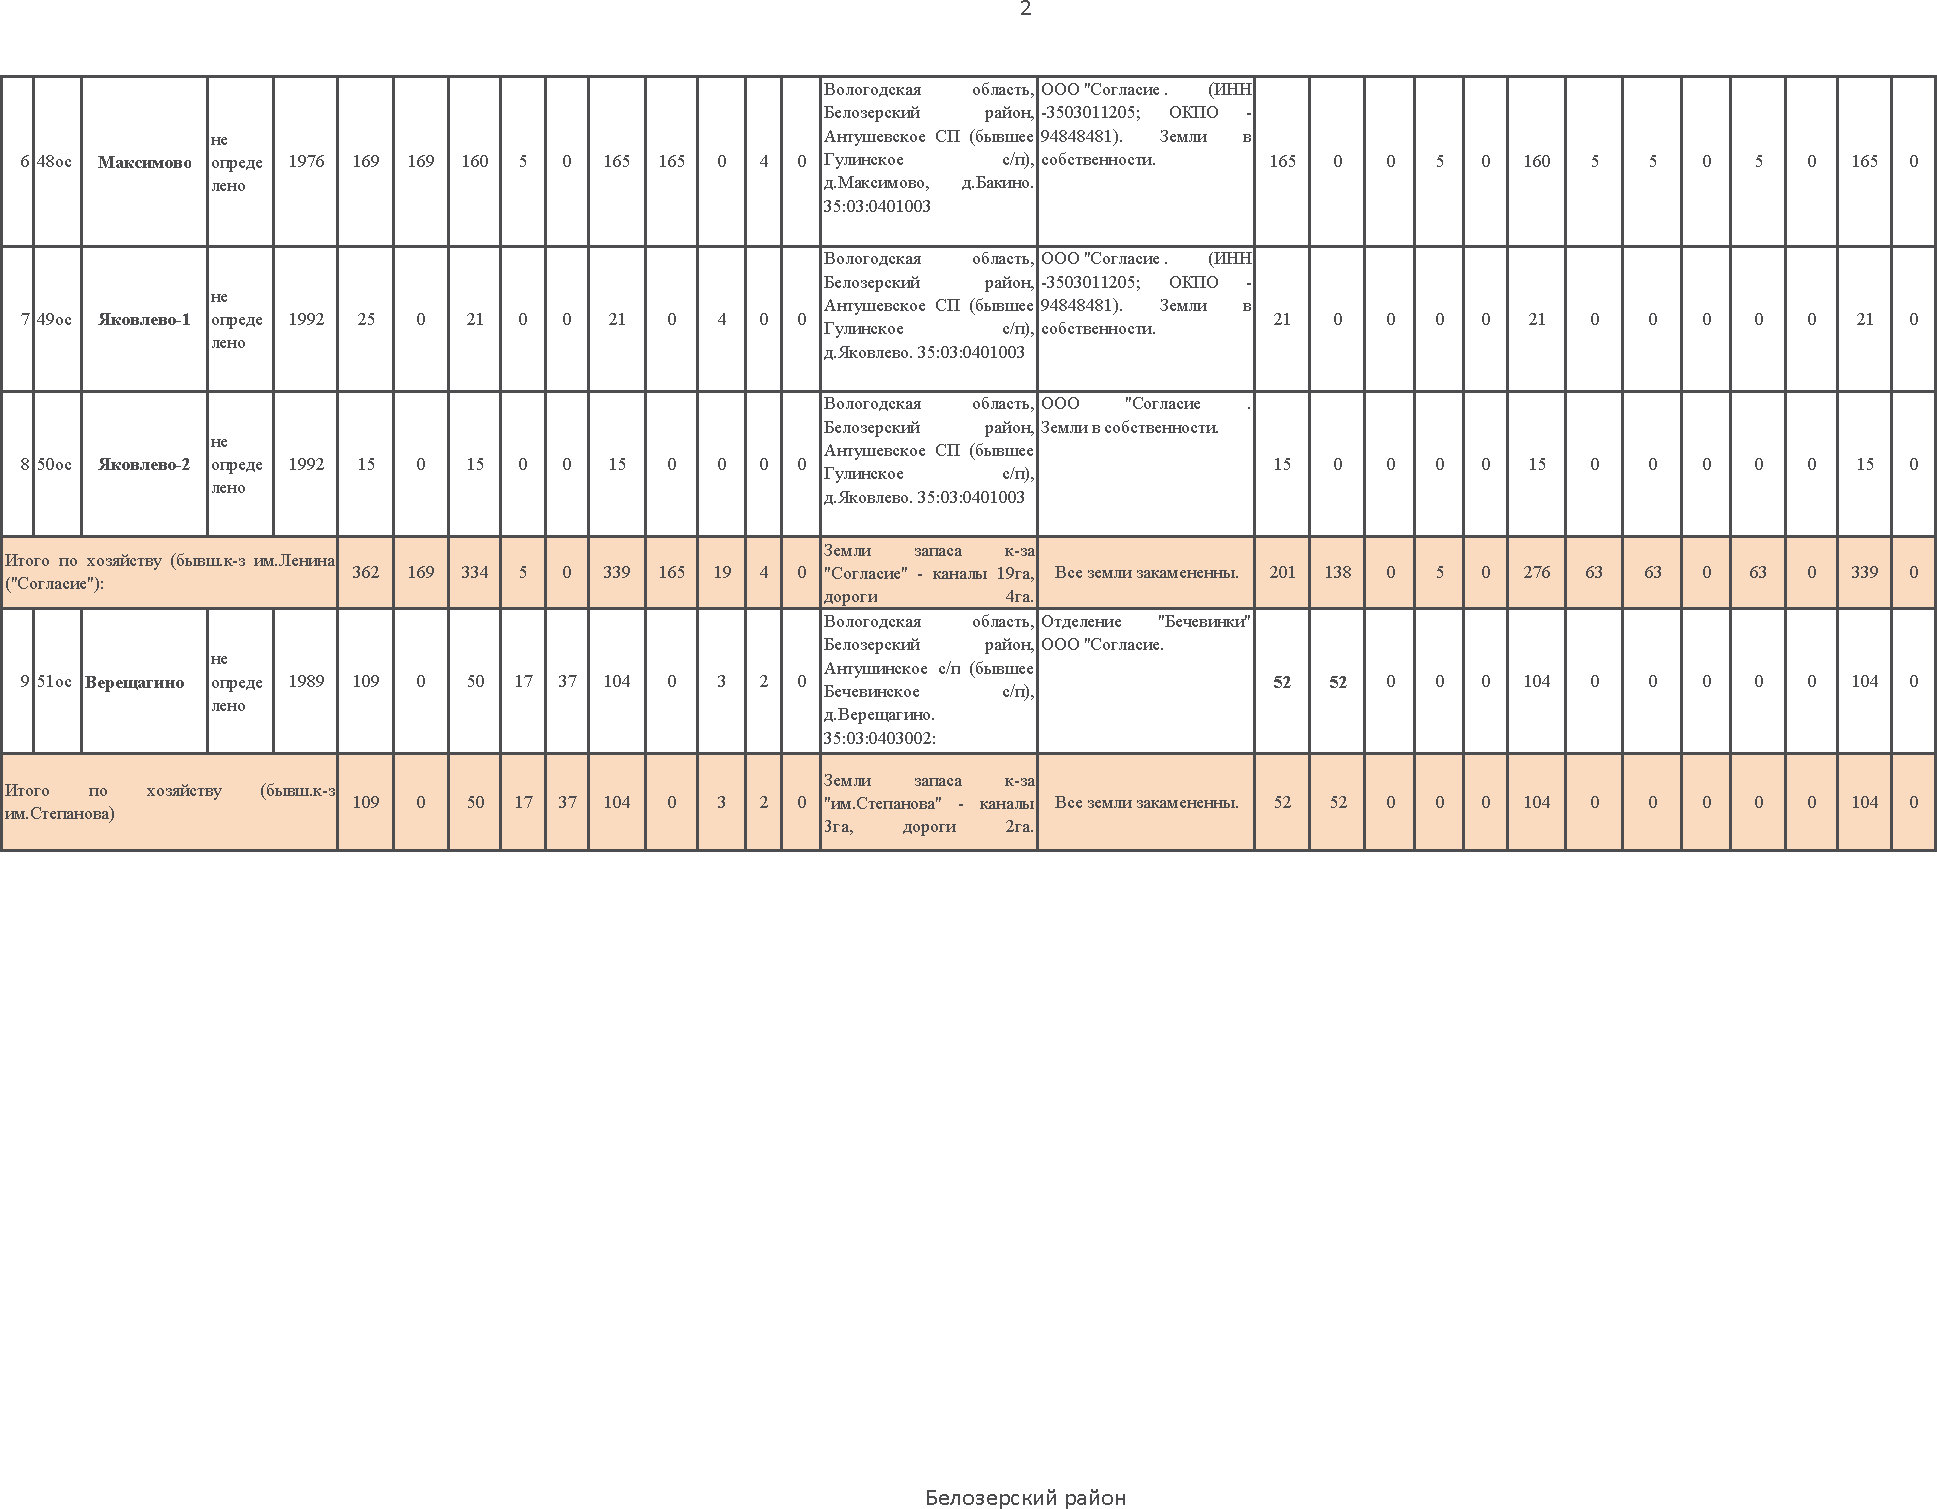 2
6 48ос Максимово не опреде лено 1976 169 169 160 5 0 165 165 0 4 0 Вологодская область, Белозерский район, Антушевское СП (бывшее Гулинское с/п), д.Максимово, д.Бакино. 35:03:0401003 ООО "Согласие . (ИНН -3503011205; ОКПО - 94848481). Земли в собственности. 165 0 0 5 0 160 5 5 0 5 0 165 0
7 49ос Яковлево-1 не опреде лено 1992 25 0 21 0 0 21 0 4 0 0 Вологодская область, Белозерский район, Антушевское СП (бывшее Гулинское с/п), д.Яковлево. 35:03:0401003 ООО "Согласие . (ИНН -3503011205; ОКПО - 94848481). Земли в собственности. 21 0 0 0 0 21 0 0 0 0 0 21 0
8 50ос Яковлево-2 не опреде лено 1992 15 0 15 0 0 15 0 0 0 0 Вологодская область, Белозерский район, Антушевское СП (бывшее Гулинское с/п), д.Яковлево. 35:03:0401003 ООО "Согласие . Земли в собственности. 15 0 0 0 0 15 0 0 0 0 0 15 0
Итого по хозяйству (бывш.к-з им.Ленина ("Согласие"): 362 169 334 5 0 339 165 19 4 0 Земли запаса к-за "Согласие" - каналы 19га, дороги 4га. Все земли закамененны. 201 138 0 5 0 276 63 63 0 63 0 339 0
9 51ос Верещагино не опреде лено 1989 109 0 50 17 37 104 0 3 2 0 Вологодская область, Белозерский район, Антушинское с/п (бывшее Бечевинское с/п), д.Верещагино. 35:03:0403002: Отделение "Бечевинки" ООО "Согласие. 52 52 0 0 0 104 0 0 0 0 0 104 0
Итого по хозяйству (бывш.к-з им.Степанова) 109 0 50 17 37 104 0 3 2 0 Земли запаса к-за "им.Степанова" - каналы 3га, дороги 2га. Все земли закамененны. 52 52 0 0 0 104 0 0 0 0 0 104 0
Белозерский район